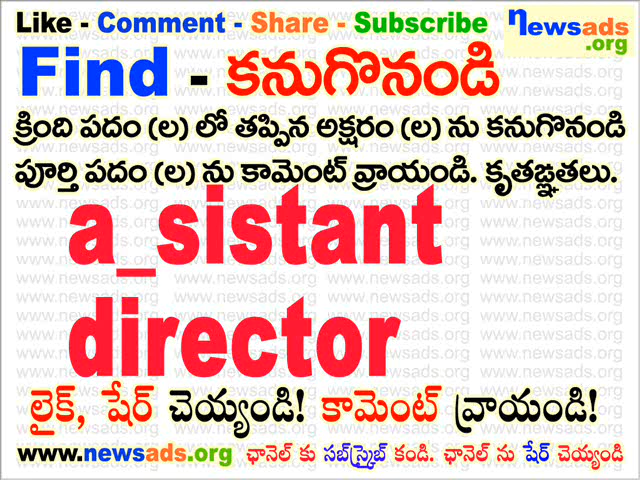 Like - Comment - Share - Subscribe
newsads
.org
Find - కనుగొనండి
క్రింది పదం (ల) లో తప్పిన అక్షరం (ల) ను కనుగొనండి
పూర్తి పదం (ల) ను కామెంట్ వ్రాయండి. కృతఙ్ఞతలు.
a_sistant
director
లైక్, షేర్ చెయ్యండి! కామెంట్ వ్రాయండి!
www.newsads.org ఛానెల్ కు సబ్‌స్క్రైబ్ కండి. ఛానెల్ ను షేర్ చెయ్యండి